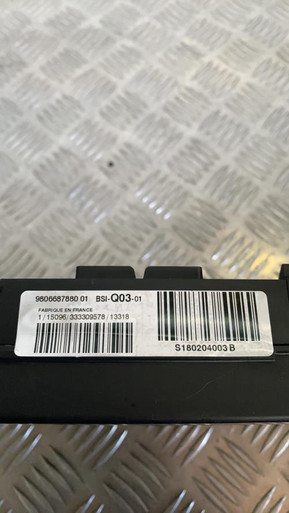 9806687880 01 BSI-Q03-01
FABRIQUE EN FRANCE
1/15096/333309578/13318
S180204003 B